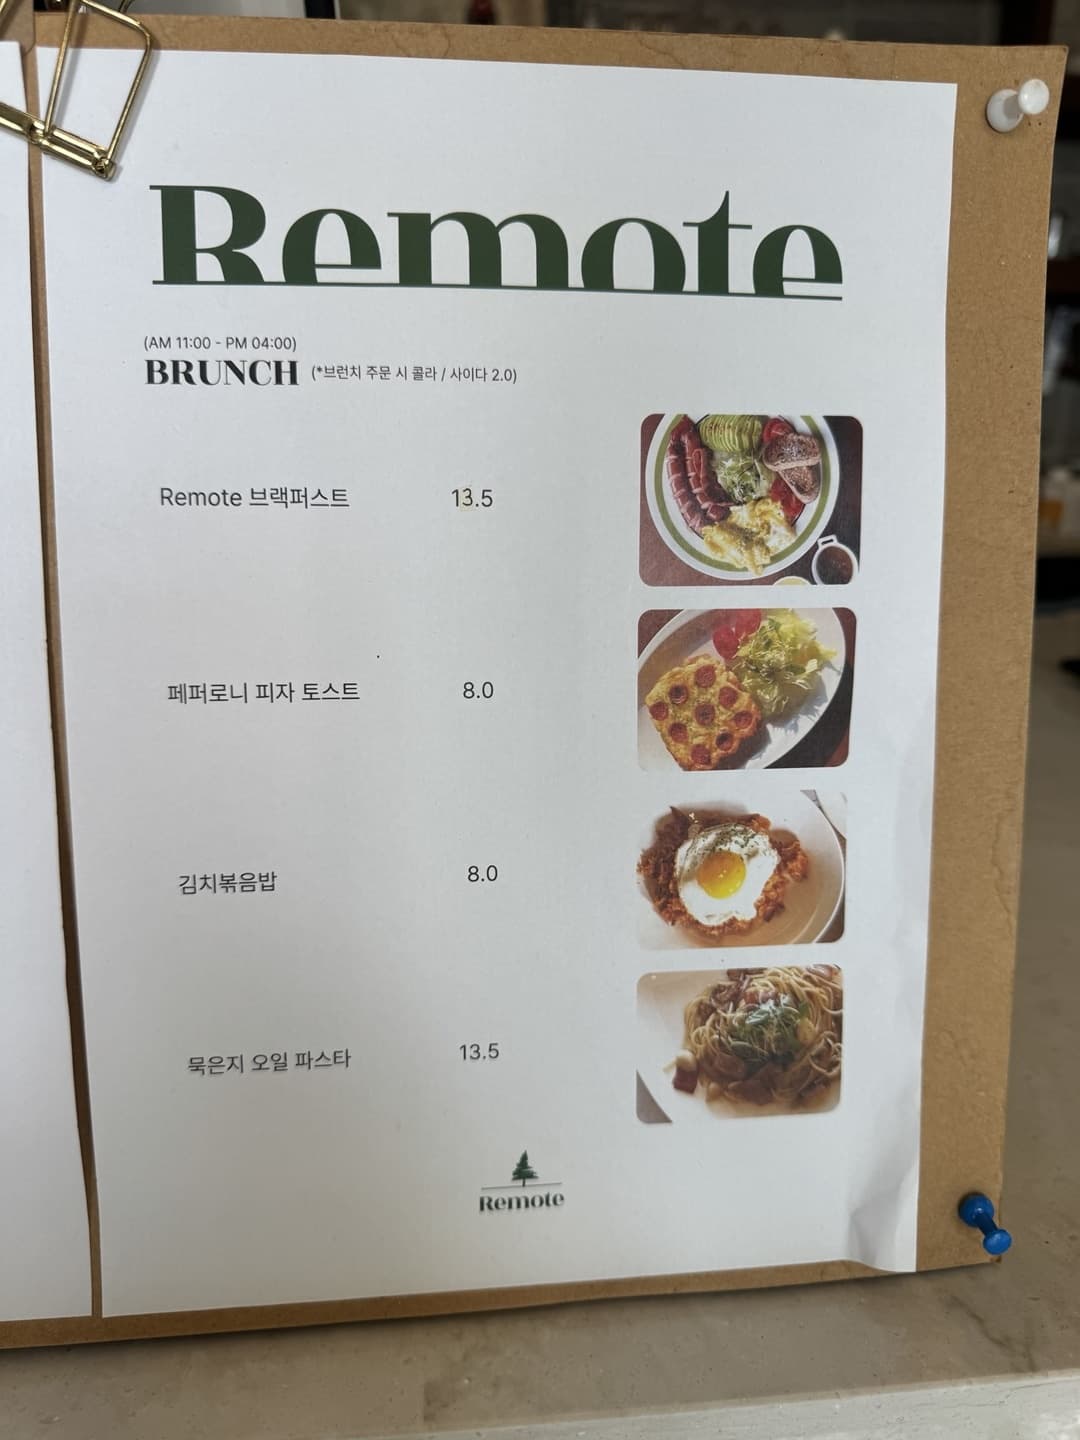 Remote
(AM 11:00 - PM 04:00)
BRUNCH (*브런치 주문 시 콜라 / 사이다 2.0)
Remote 브랙퍼스트 13.5
페퍼로니 피자 토스트 8.0
김치볶음밥 8.0
묵은지 오일 파스타 13.5
Remote